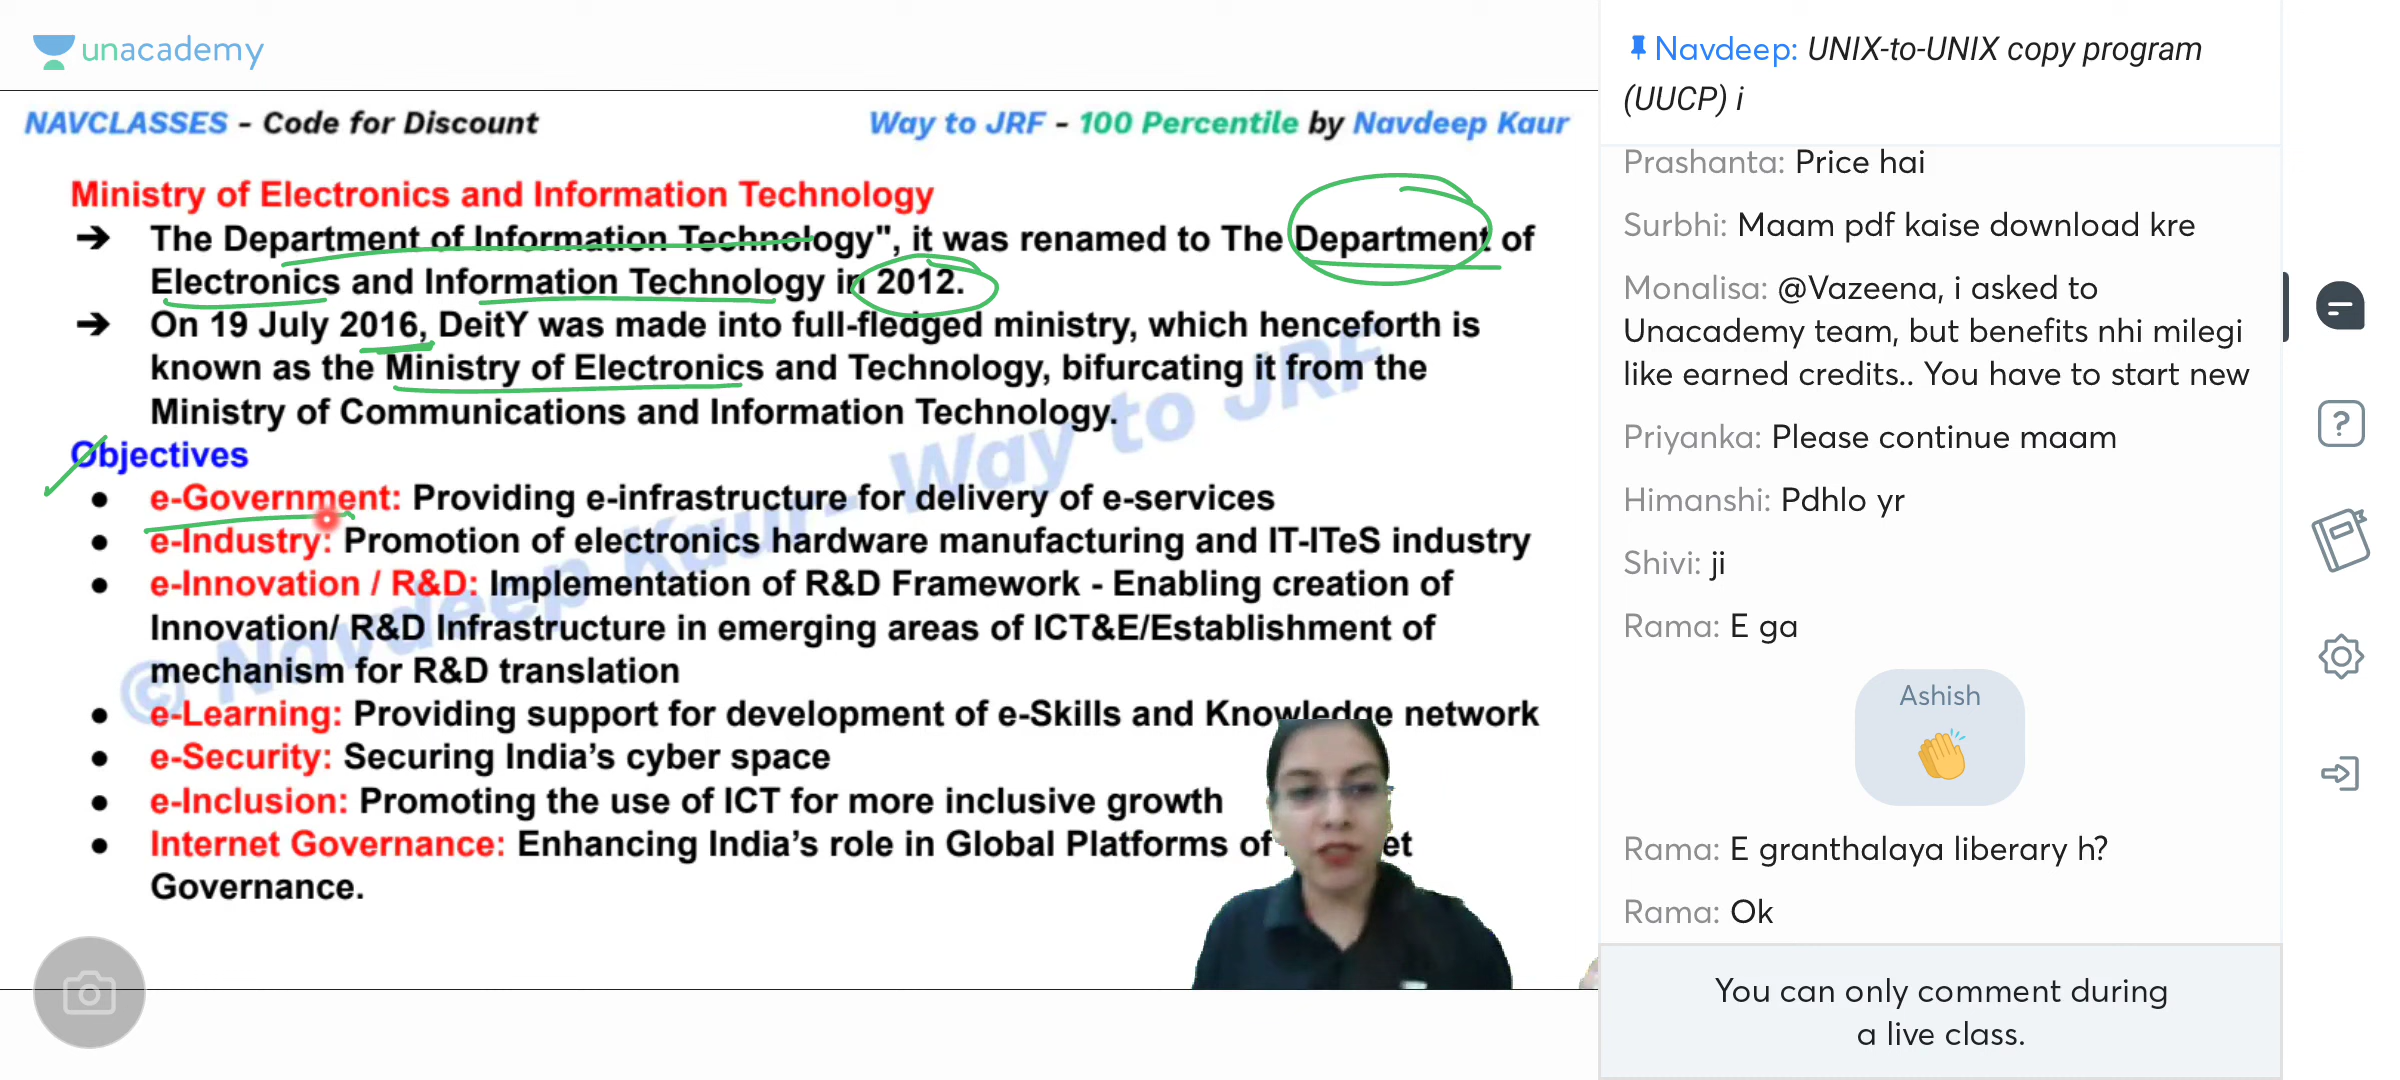 unacademy
NAVCLASSES - Code for Discount
Way to JRF - 100 Percentile by Navdeep Kaur
Ministry of Electronics and Information Technology
➔ The Department of Information Technology", it was renamed to The Department of
Electronics and Information Technology in 2012.
➔ On 19 July 2016, DeitY was made into full-fledged ministry, which henceforth is
known as the Ministry of Electronics and Technology, bifurcating it from the
Ministry of Communications and Information Technology.
Objectives
● e-Government: Providing e-infrastructure for delivery of e-services
● e-Industry: Promotion of electronics hardware manufacturing and IT-ITeS industry
● e-Innovation / R&D: Implementation of R&D Framework - Enabling creation of
Innovation/ R&D Infrastructure in emerging areas of ICT&E/Establishment of
mechanism for R&D translation
● e-Learning: Providing support for development of e-Skills and Knowledge network
● e-Security: Securing India's cyber space
● e-Inclusion: Promoting the use of ICT for more inclusive growth
● Internet Governance: Enhancing India's role in Global Platforms of et
Governance.
© Navdeep Kaur- Way to JRF
Navdeep: UNIX-to-UNIX copy program
(UUCP) i
Prashanta: Price hai
Surbhi: Maam pdf kaise download kre
Monalisa: @Vazeena, i asked to
Unacademy team, but benefits nhi milegi
like earned credits.. You have to start new
Priyanka: Please continue maam
Himanshi: Pdhlo yr
Shivi: ji
Rama: E ga
Ashish
Rama: E granthalaya liberary h?
Rama: Ok
You can only comment during
a live class.